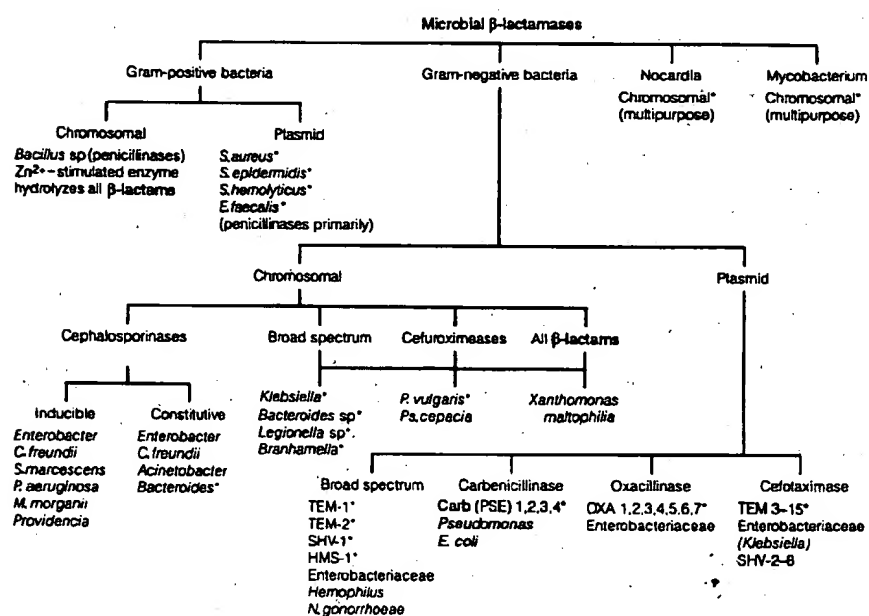 Microbial β-lactamases
Gram-positive bacteria
Gram-negative bacteria
Nocardia
Chromosomal*
(multipurpose)
Mycobacterium
Chromosomal*
(multipurpose)
Chromosomal
Bacillus sp (penicillinases)
Zn2+-stimulated enzyme
hydrolyzes all β-lactams
Plasmid
S.aureus*
S.epidermidis*
S.hemolyticus*
E.faecalis*
(penicillinases primarily)
Chromosomal
Plasmid
Cephalosporinases
Broad spectrum
Cefuroximeases
All β-lactams
Inducible
Enterobacter
C.freundii
S.marcescens
P. aeruginosa
M. morganii
Providencia
Constitutive
Enterobacter
C.freundii
Acinetobacter
Bacteroides*
Klebsiella*
Bacteroides sp*
Legionella sp*.
Branhamella*
P. vulgaris*
Ps.cepacia
Xanthomonas
maltophilia
Broad spectrum
TEM-1*
TEM-2*
SHV-1*
HMS-1*
Enterobacteriaceae
Hemophilus
N.gonorrhoeae
Carbenicillinase
Carb (PSE) 1,2,3,4*
Pseudomonas
E. coli
Oxacillinase
OXA 1,2,3,4,5,6,7*
Enterobacteriaceae
Cefotaximase
TEM 3-15*
Enterobacteriaceae
(Klebsiella)
SHV-2-6